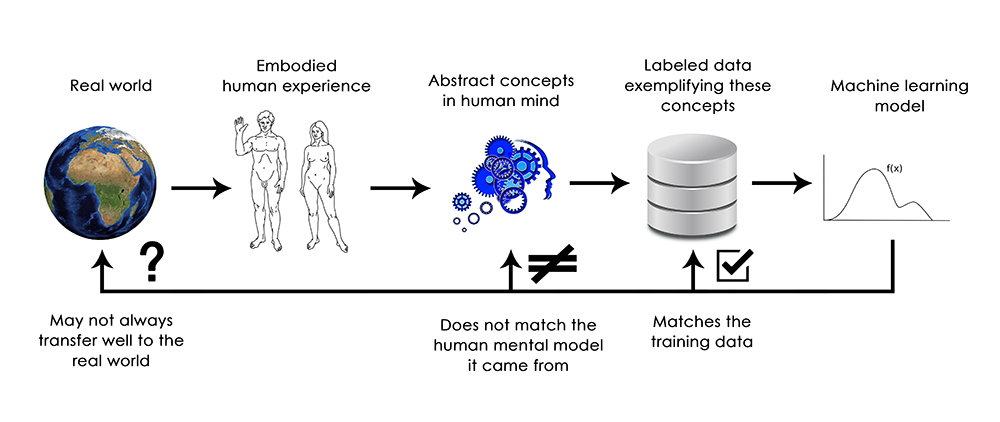 Real world
Embodied
human experience
Abstract concepts
in human mind
Labeled data
exemplifying these
concepts
Machine learning
model
f(x)
?
≠
May not always
transfer well to the
real world
Does not match the
human mental model
it came from
Matches the
training data